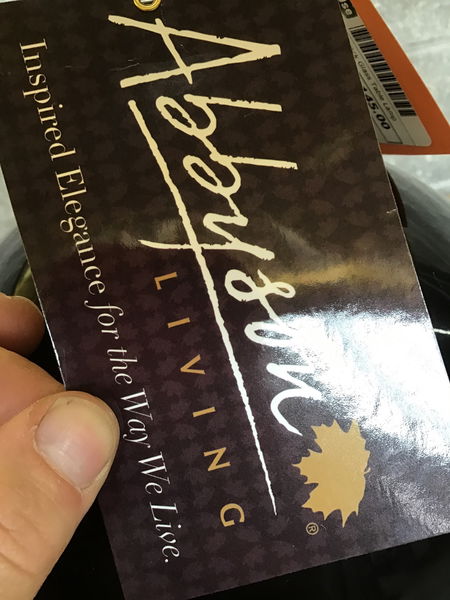 Abbyson
LIVING
®
Inspired Elegance for the Way We Live.